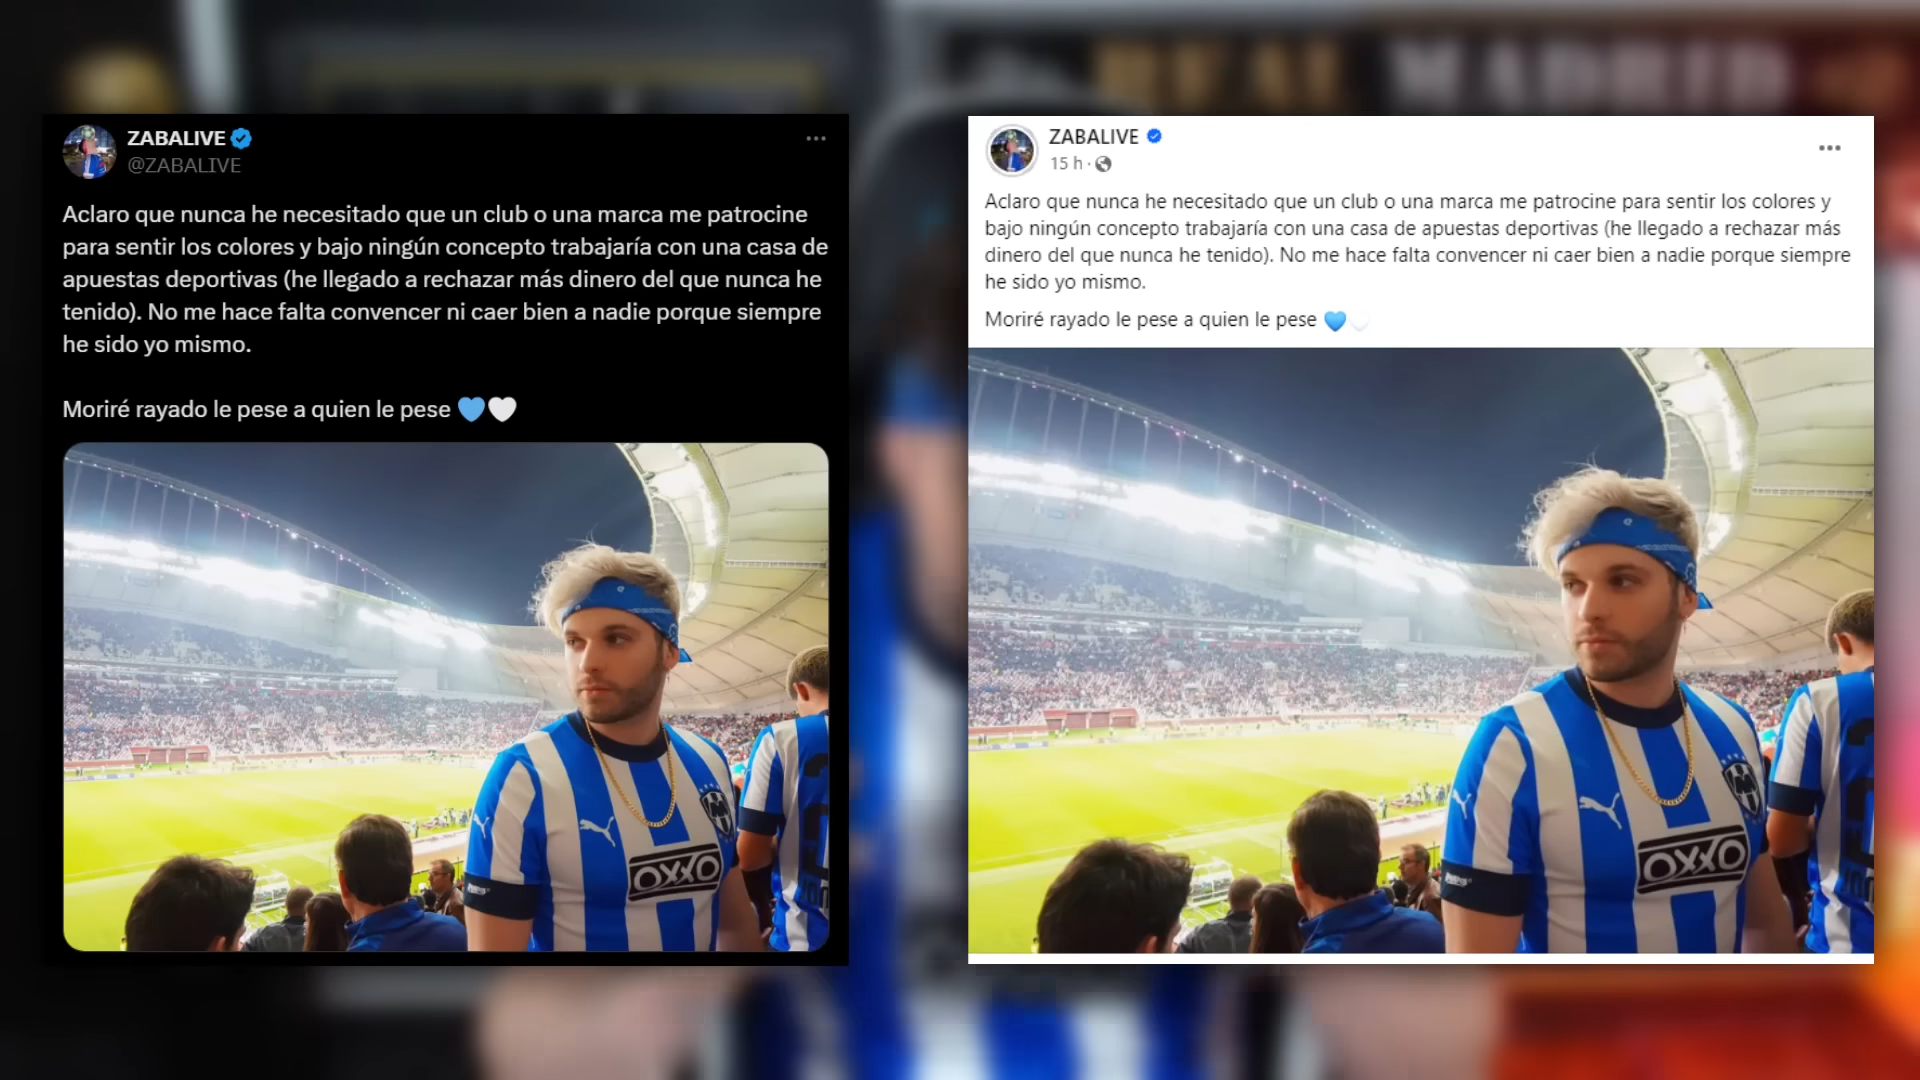 REAL MADRID
ZABALIVE
@ZABALIVE
Aclaro que nunca he necesitado que un club o una marca me patrocine
para sentir los colores y bajo ningún concepto trabajaría con una casa de
apuestas deportivas (he llegado a rechazar más dinero del que nunca he
tenido). No me hace falta convencer ni caer bien a nadie porque siempre
he sido yo mismo.
Moriré rayado le pese a quien le pese 💙🤍
OXXO
ZABALIVE
15 h ·
Aclaro que nunca he necesitado que un club o una marca me patrocine para sentir los colores y
bajo ningún concepto trabajaría con una casa de apuestas deportivas (he llegado a rechazar más
dinero del que nunca he tenido). No me hace falta convencer ni caer bien a nadie porque siempre
he sido yo mismo.
Moriré rayado le pese a quien le pese 💙🤍
OXXO